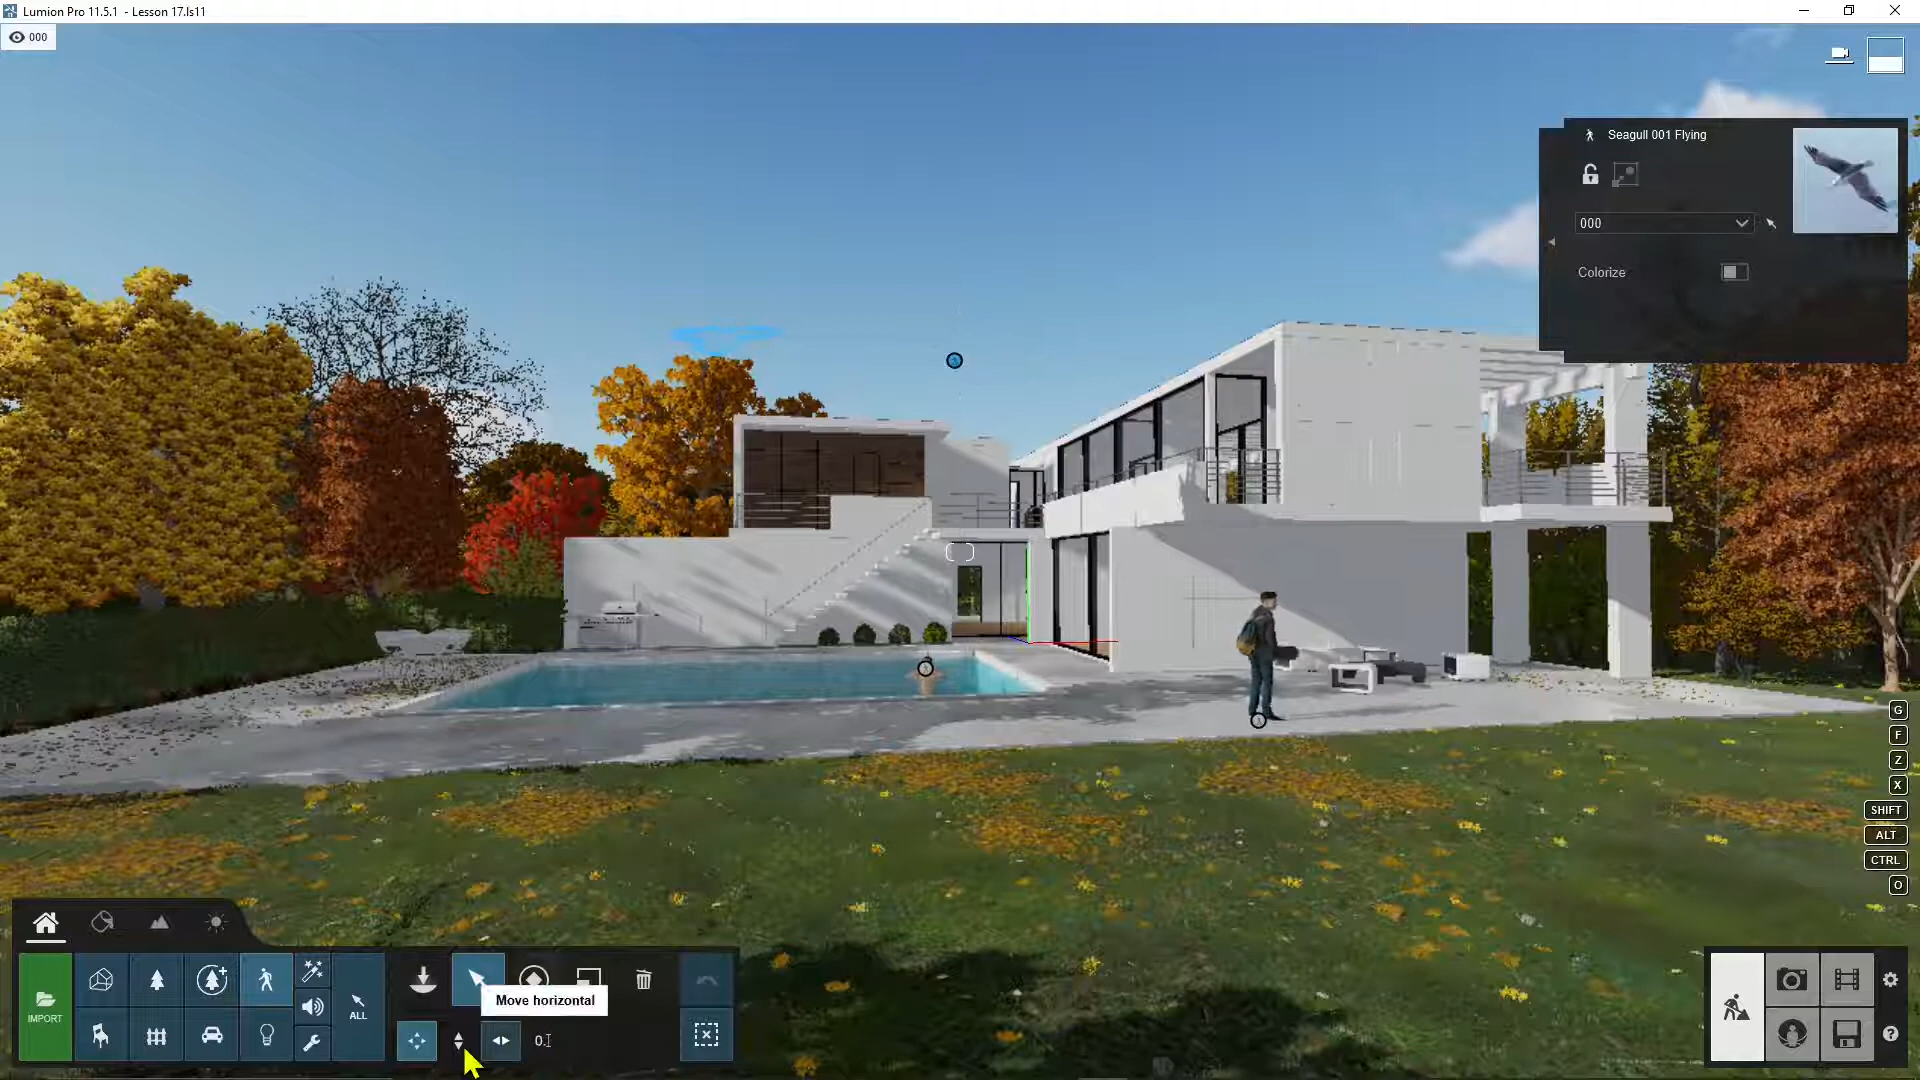 Lumion Pro 11.5.1 - Lesson 17.ls11
000
Seagull 001 Flying
000
Colorize
G
F
Z
X
SHIFT
ALT
CTRL
O
IMPORT
ALL
Move horizontal
0.
?